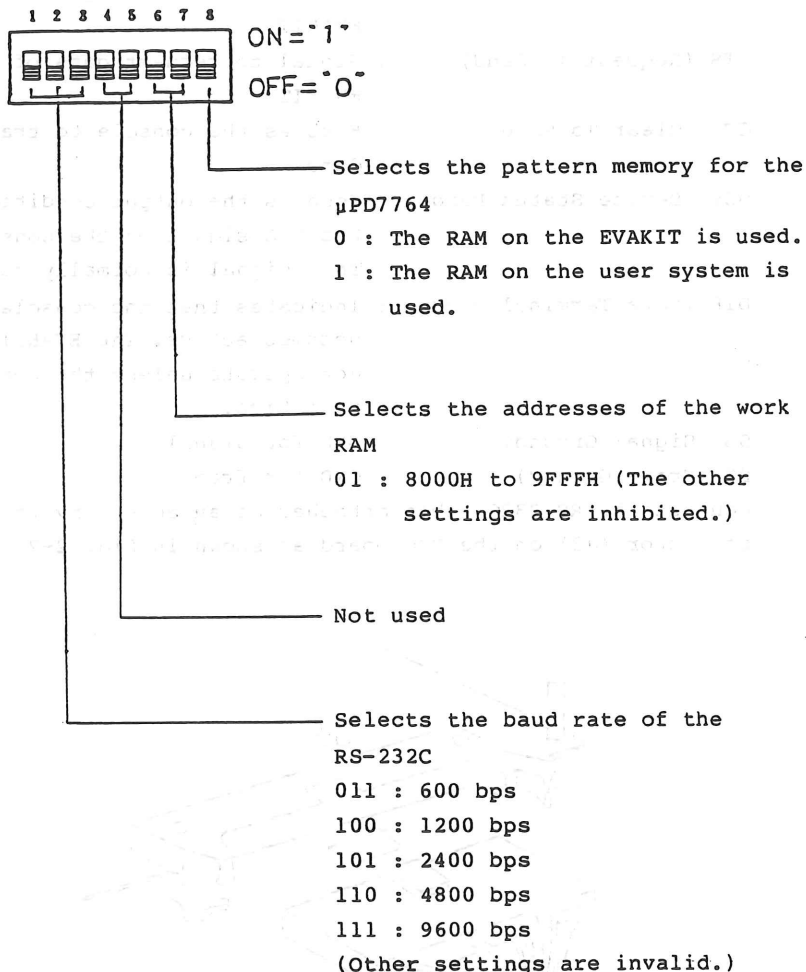 1 2 3 4 5 6 7 8
ON="1"
OFF="0"
Selects the pattern memory for the
µPD7764
0 : The RAM on the EVAKIT is used.
1 : The RAM on the user system is
used.
Selects the addresses of the work
RAM
01 : 8000H to 9FFFH (The other
settings are inhibited.)
Not used
Selects the baud rate of the
RS-232C
011 : 600 bps
100 : 1200 bps
101 : 2400 bps
110 : 4800 bps
111 : 9600 bps
(Other settings are invalid.)